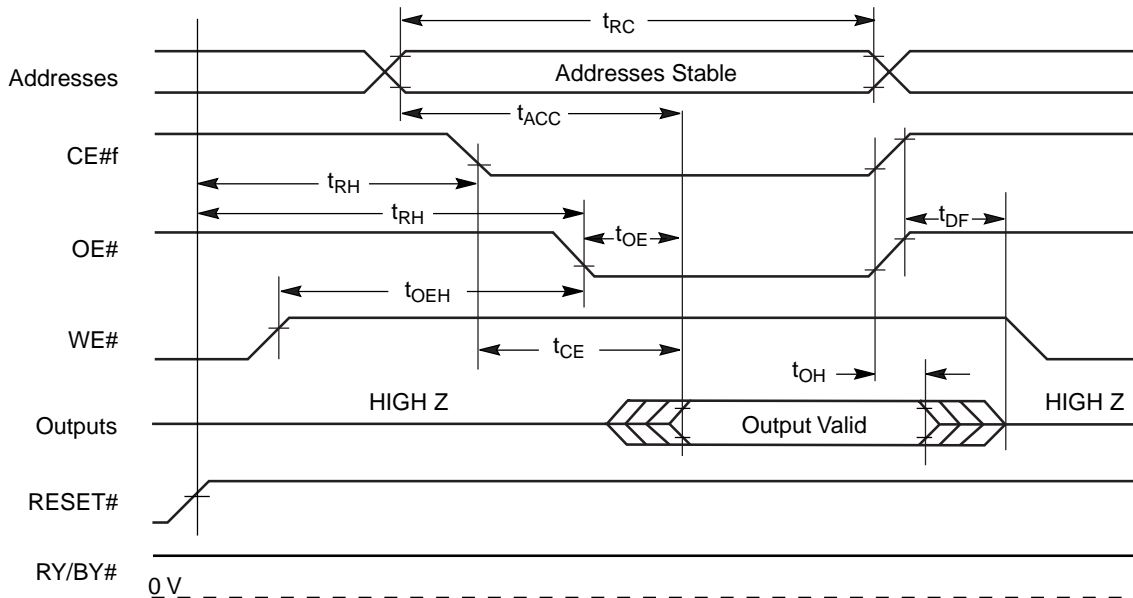 tRC
Addresses
Addresses Stable
tACC
CE#f
tRH
tRH
tDF
OE#
tOE
tOEH
WE#
tCE
tOH
HIGH Z
HIGH Z
Outputs
Output Valid
RESET#
RY/BY#
0 V